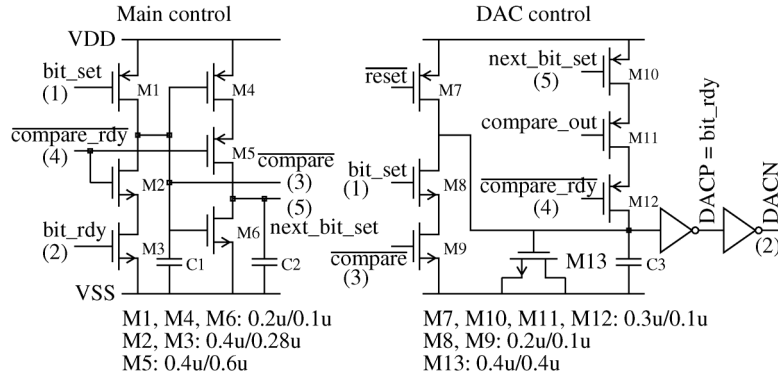 Main control
DAC control
VDD
bit_set
(1)
M1
M4
compare_rdy
(4)
M2
M5
compare
(3)
(5)
next_bit_set
bit_rdy
(2)
M3
M6
C1
C2
VSS
M1, M4, M6: 0.2u/0.1u
M2, M3: 0.4u/0.28u
M5: 0.4u/0.6u
reset
M7
next_bit_set
(5)
M10
compare_out
M11
bit_set
(1)
M8
compare_rdy
(4)
M12
compare
(3)
M9
M13
C3
DACP = bit_rdy
DACN
(2)
M7, M10, M11, M12: 0.3u/0.1u
M8, M9: 0.2u/0.1u
M13: 0.4u/0.4u